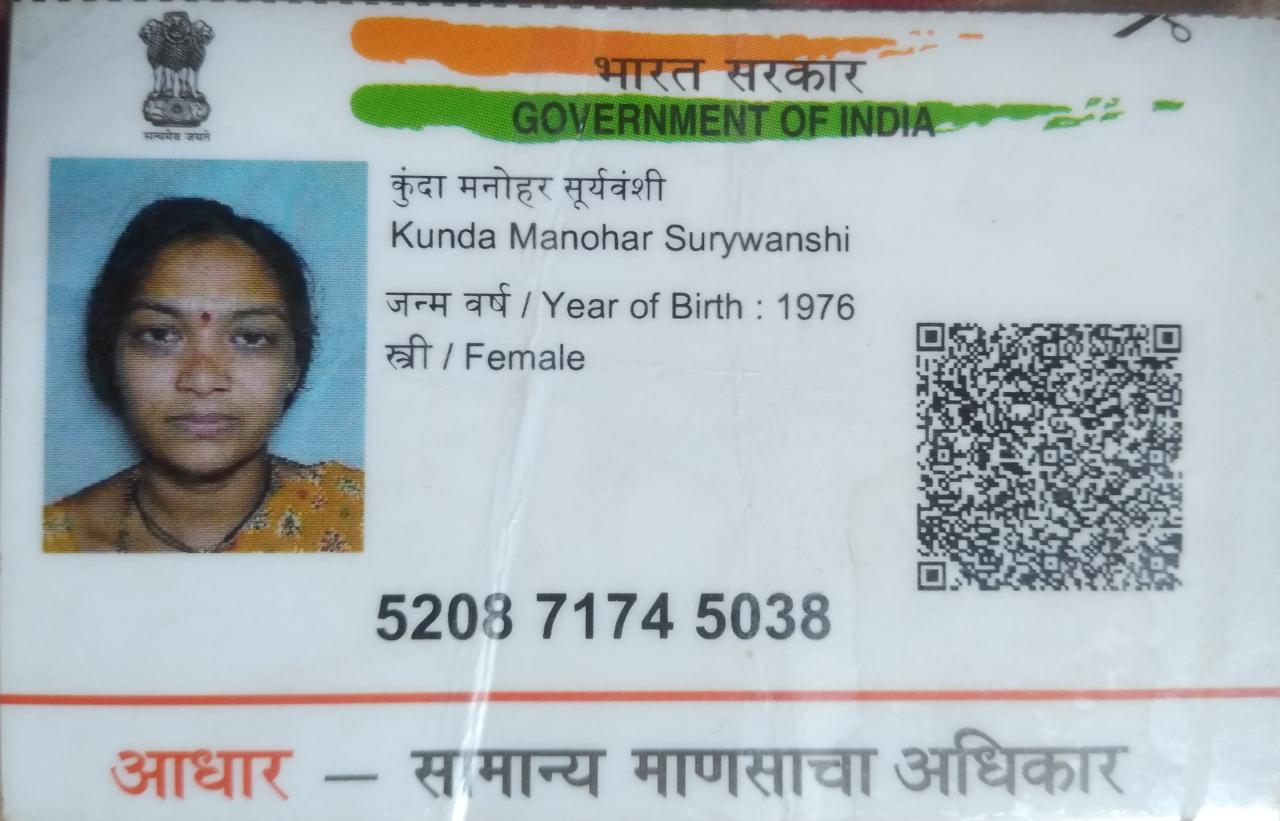 भारत सरकार
GOVERNMENT OF INDIA
सत्यमेव जयते
कुंदा मनोहर सूर्यवंशी
Kunda Manohar Surywanshi
जन्म वर्ष / Year of Birth : 1976
स्त्री / Female
5208 7174 5038
आधार — सामान्य माणसाचा अधिकार